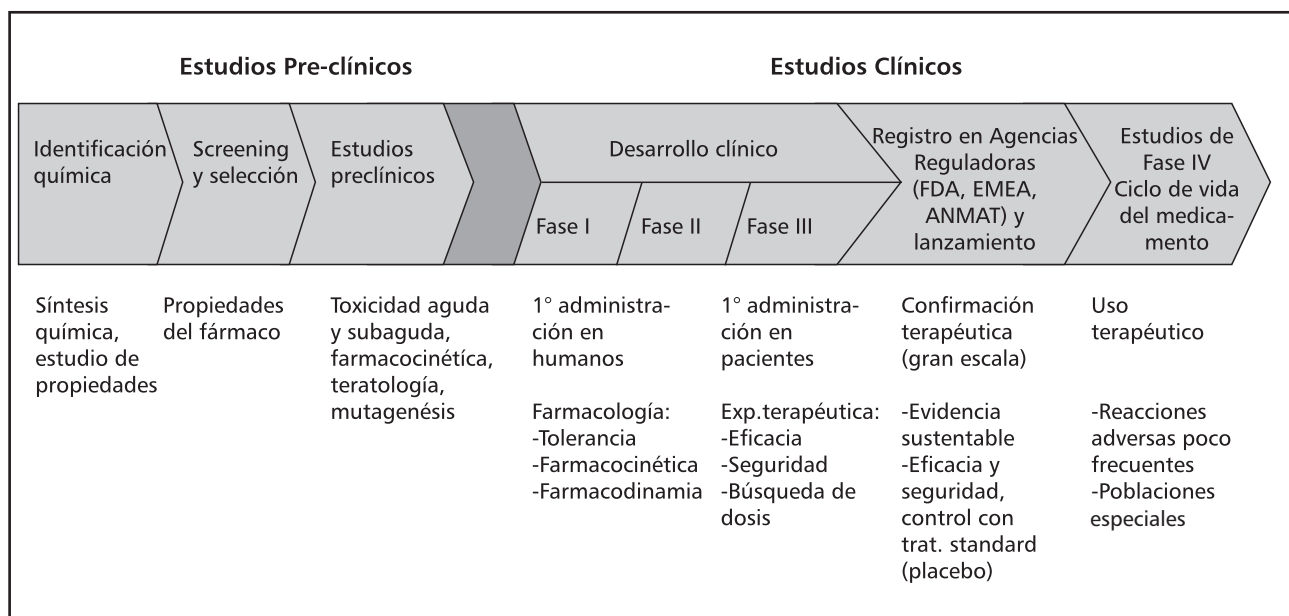 Estudios Pre-clínicos
Estudios Clínicos
Identificación
química
Screening
y selección
Estudios
preclínicos
Desarrollo clínico
Fase I
Fase II
Fase III
Registro en Agencias
Reguladoras
(FDA, EMEA,
ANMAT) y
lanzamiento
Estudios de
Fase IV
Ciclo de vida
del medica-
mento
Síntesis
química,
estudio de
propiedades
Propiedades
del fármaco
Toxicidad aguda
y subaguda,
farmacocinétíca,
teratología,
mutagenésis
1° administra-
ción en
humanos
Farmacología:
-Tolerancia
-Farmacocinética
-Farmacodinamia
1° administra-
ción en
pacientes
Exp.terapéutica:
-Eficacia
-Seguridad
-Búsqueda de
dosis
Confirmación
terapéutica
(gran escala)
-Evidencia
sustentable
-Eficacia y
seguridad,
control con
trat. standard
(placebo)
Uso
terapéutico
-Reacciones
adversas poco
frecuentes
-Poblaciones
especiales